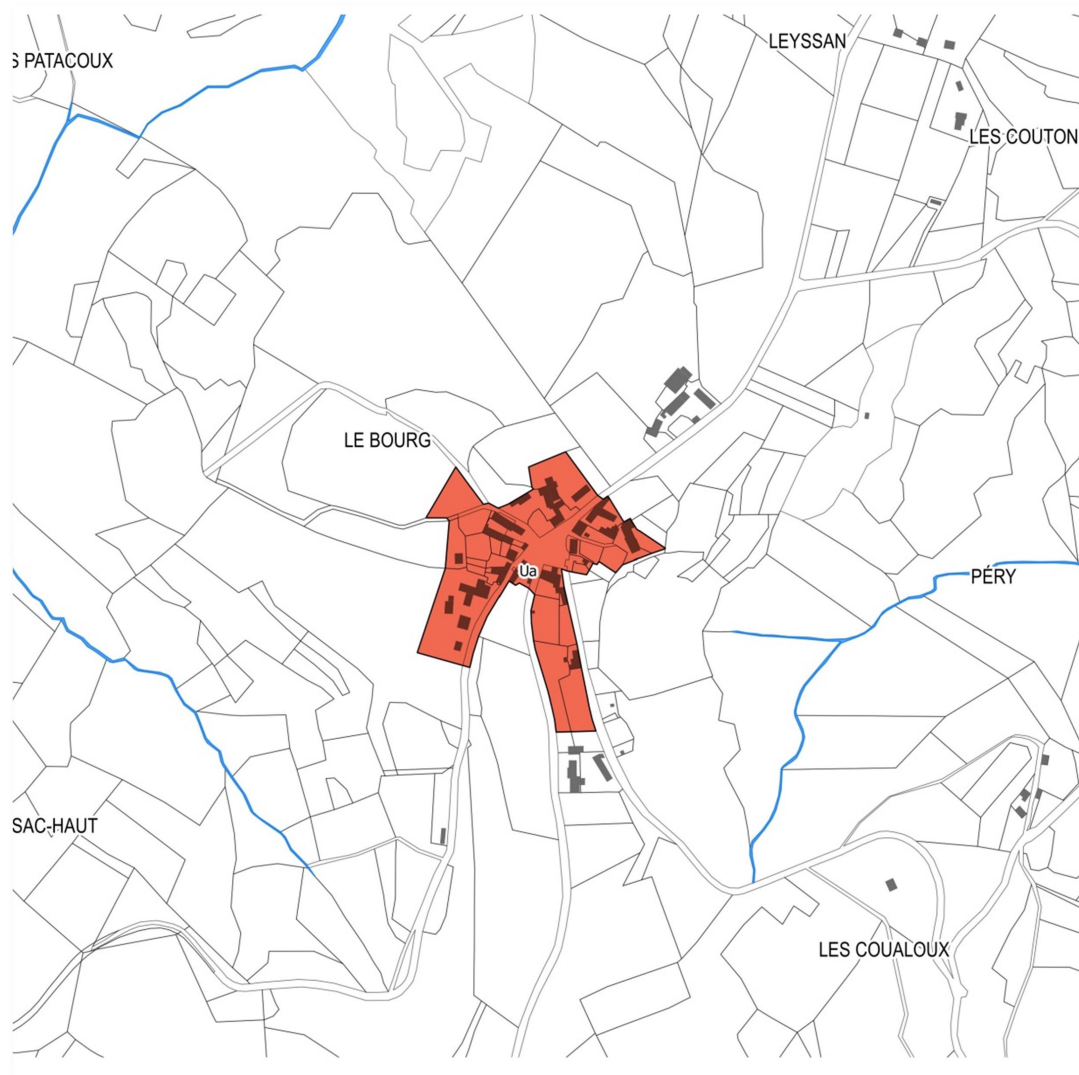 LEYSSAN
S PATACOUX
LES COUTON
LE BOURG
Ua
PÉRY
SAC-HAUT
LES COUALOUX